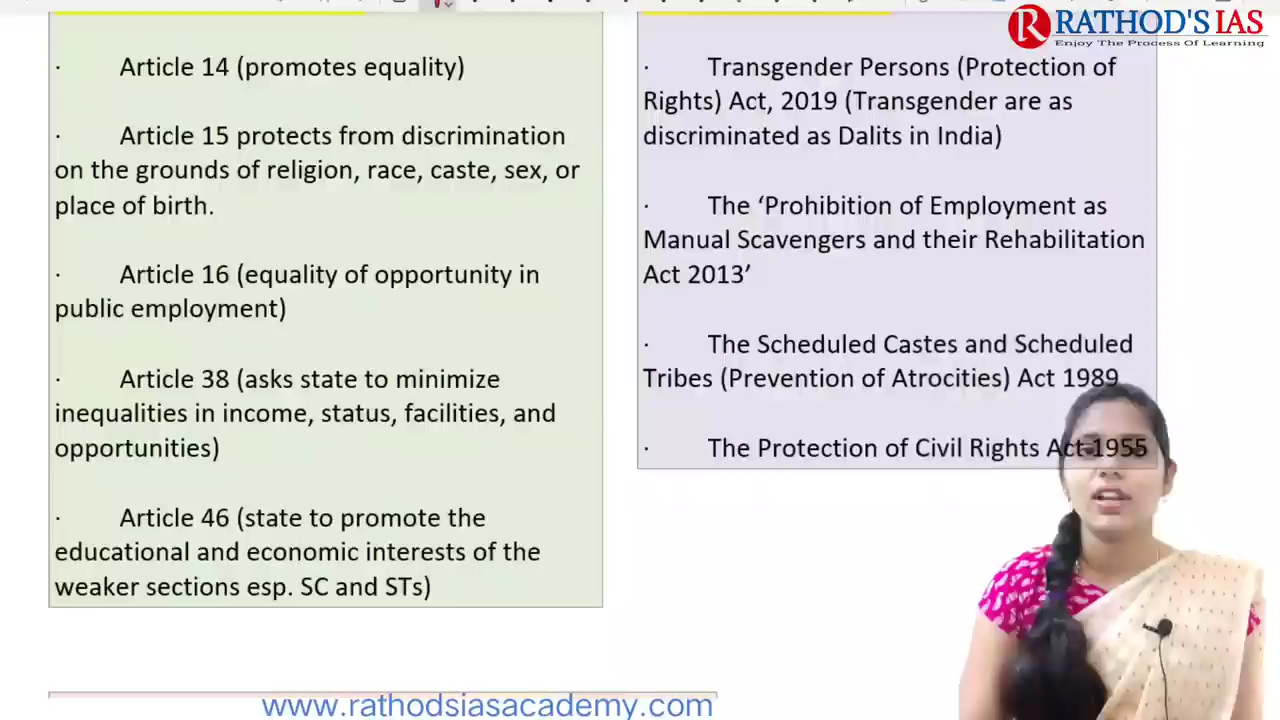 RATHOD'S IAS
Enjoy The Process Of Learning
· Article 14 (promotes equality)
· Article 15 protects from discrimination
on the grounds of religion, race, caste, sex, or
place of birth.
· Article 16 (equality of opportunity in
public employment)
· Article 38 (asks state to minimize
inequalities in income, status, facilities, and
opportunities)
· Article 46 (state to promote the
educational and economic interests of the
weaker sections esp. SC and STs)
· Transgender Persons (Protection of
Rights) Act, 2019 (Transgender are as
discriminated as Dalits in India)
· The ‘Prohibition of Employment as
Manual Scavengers and their Rehabilitation
Act 2013’
· The Scheduled Castes and Scheduled
Tribes (Prevention of Atrocities) Act 1989
· The Protection of Civil Rights Act 1955
www.rathodsiasacademy.com